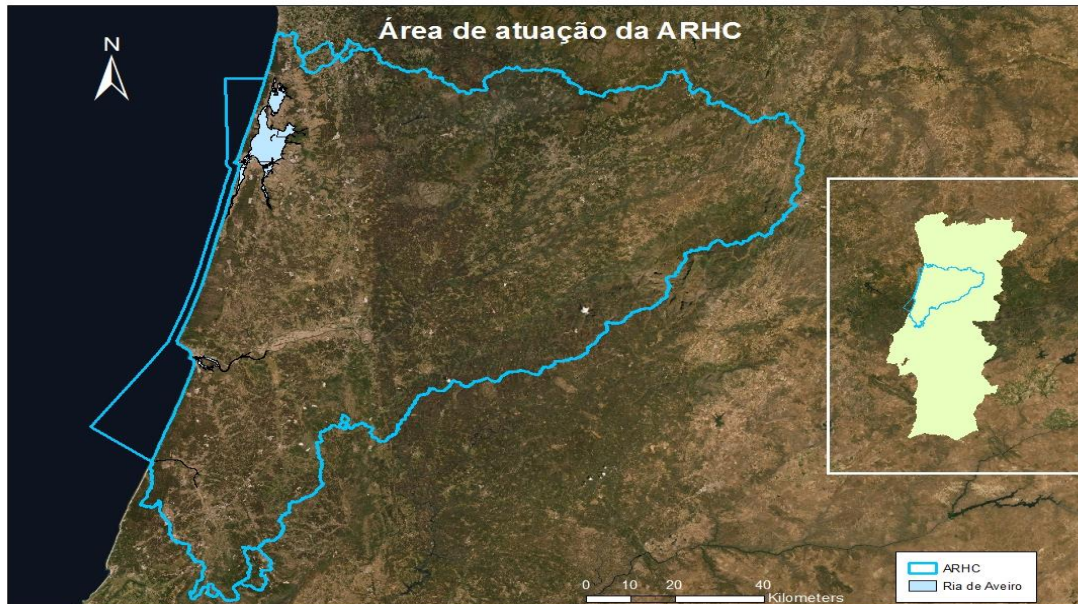 Área de atuação da ARHC
N
0 10 20 40
Kilometers
ARHC
Ria de Aveiro